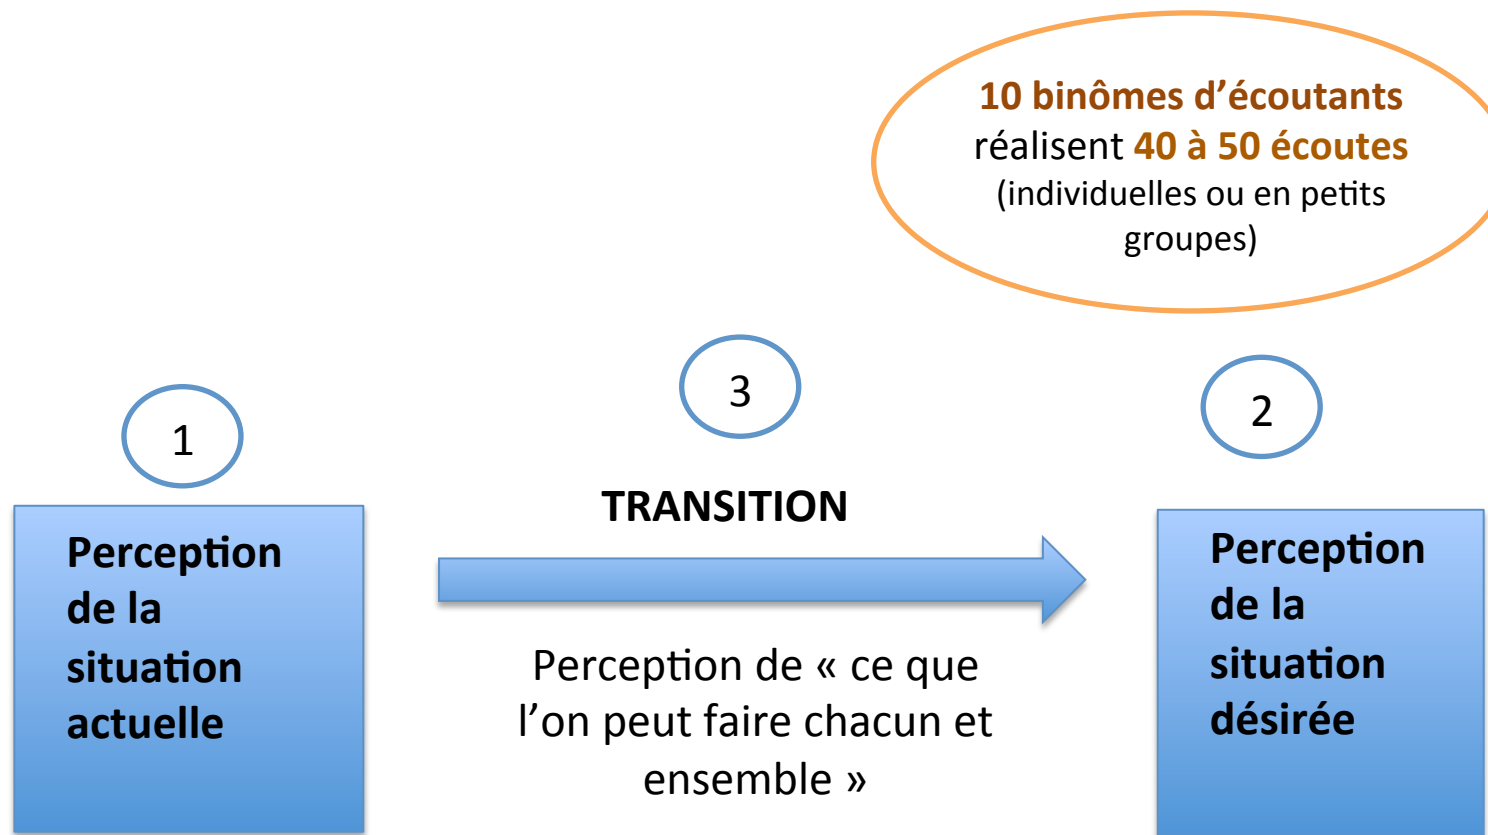 10 binômes d’écoutants
réalisent 40 à 50 écoutes
(individuelles ou en petits
groupes)
1
3
2
Perception
de la
situation
actuelle
TRANSITION
Perception de « ce que
l’on peut faire chacun et
ensemble »
Perception
de la
situation
désirée